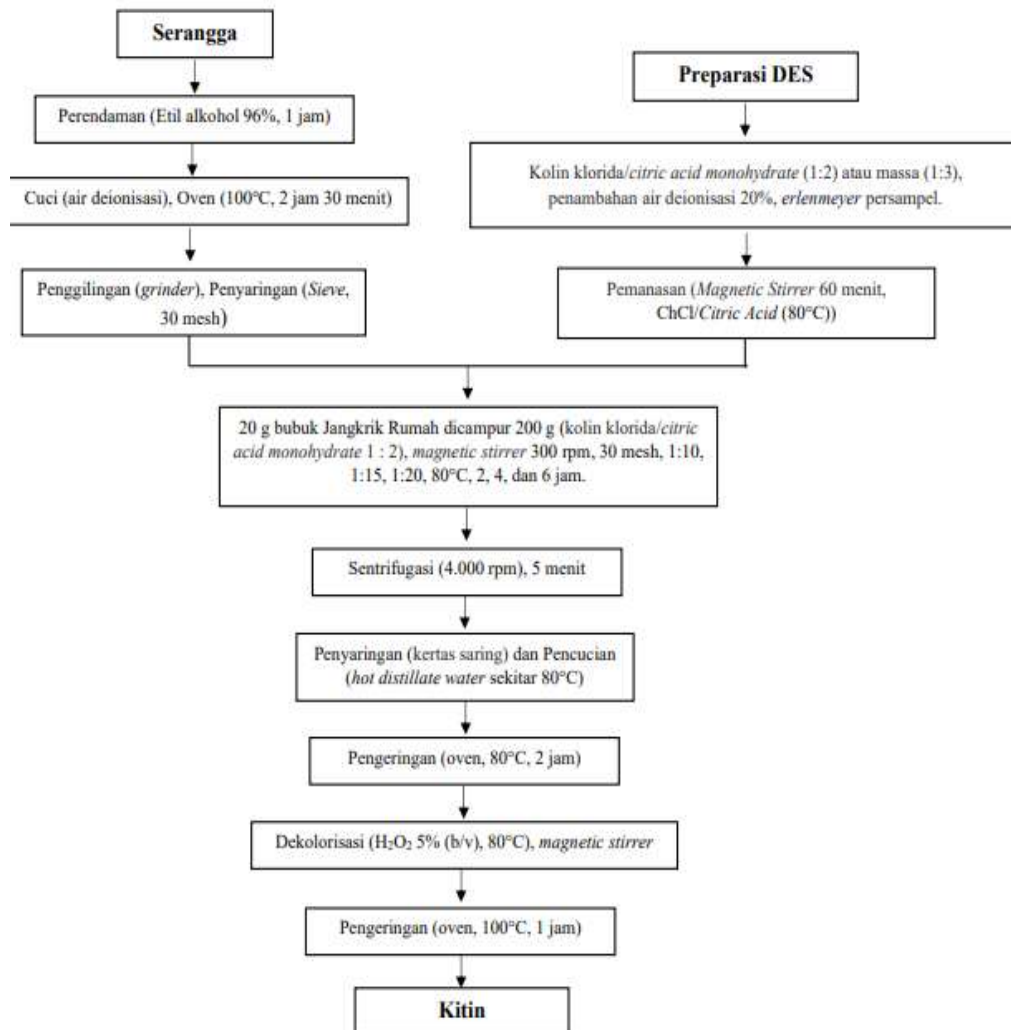 Serangga
Perendaman (Etil alkohol 96%, 1 jam)
Cuci (air deionisasi), Oven (100°C, 2 jam 30 menit)
Penggilingan (grinder), Penyaringan (Sieve,
30 mesh)
Preparasi DES
Kolin klorida/citric acid monohydrate (1:2) atau massa (1:3),
penambahan air deionisasi 20%, erlenmeyer persampel.
Pemanasan (Magnetic Stirrer 60 menit,
ChCl/Citric Acid (80°C))
20 g bubuk Jangkrik Rumah dicampur 200 g (kolin klorida/citric
acid monohydrate 1 : 2), magnetic stirrer 300 rpm, 30 mesh, 1:10,
1:15, 1:20, 80°C, 2, 4, dan 6 jam.
Sentrifugasi (4.000 rpm), 5 menit
Penyaringan (kertas saring) dan Pencucian
(hot distillate water sekitar 80°C)
Pengeringan (oven, 80°C, 2 jam)
Dekolorisasi (H₂O₂ 5% (b/v), 80°C), magnetic stirrer
Pengeringan (oven, 100°C, 1 jam)
Kitin